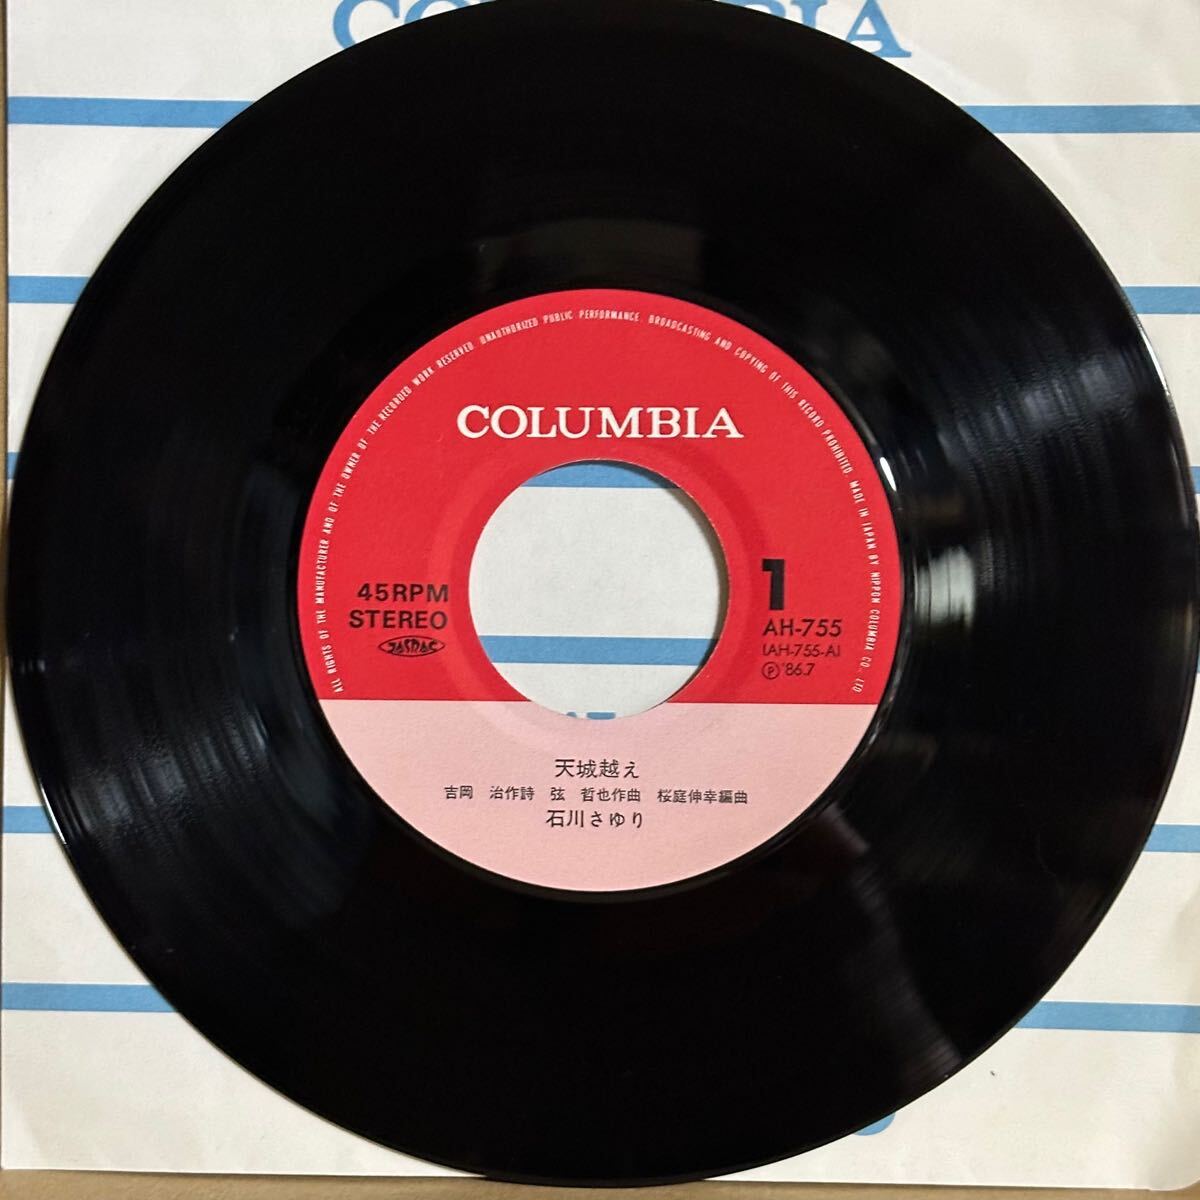 COLUMBIA
ALL RIGHTS OF THE MANUFACTURER AND OF THE OWNER OF THE RECORDED WORK RESERVED. UNAUTHORIZED PUBLIC PERFORMANCE. BROADCASTING AND COPYING OF THIS RECORD PROHIBITED. MADE IN JAPAN BY NIPPON COLUMBIA CO., LTD
COLUMBIA
45RPM
STEREO
JASRAC
1
AH-755
(AH-755-A)
Ⓟ'86.7
天城越え
吉岡 治作詩 弦 哲也作曲 桜庭伸幸編曲
石川さゆり